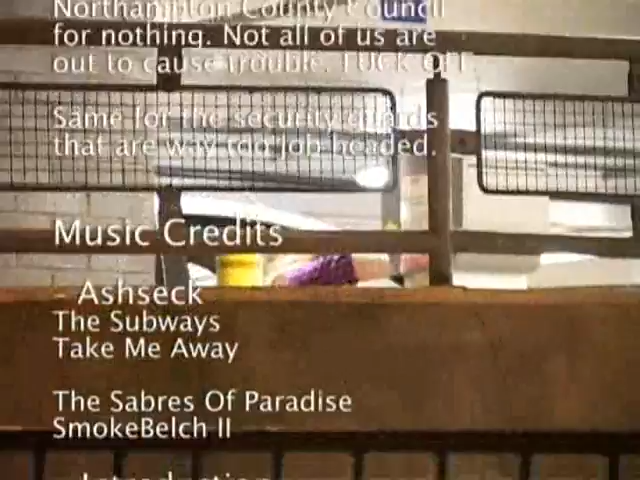 Northampton County Council
for nothing. Not all of us are
out to cause trouble. FUCK OFF.
Same for the security guards
that are way too job headed.
Music Credits
- Ashseck
The Subways
Take Me Away
The Sabres Of Paradise
SmokeBelch II
- Introduction